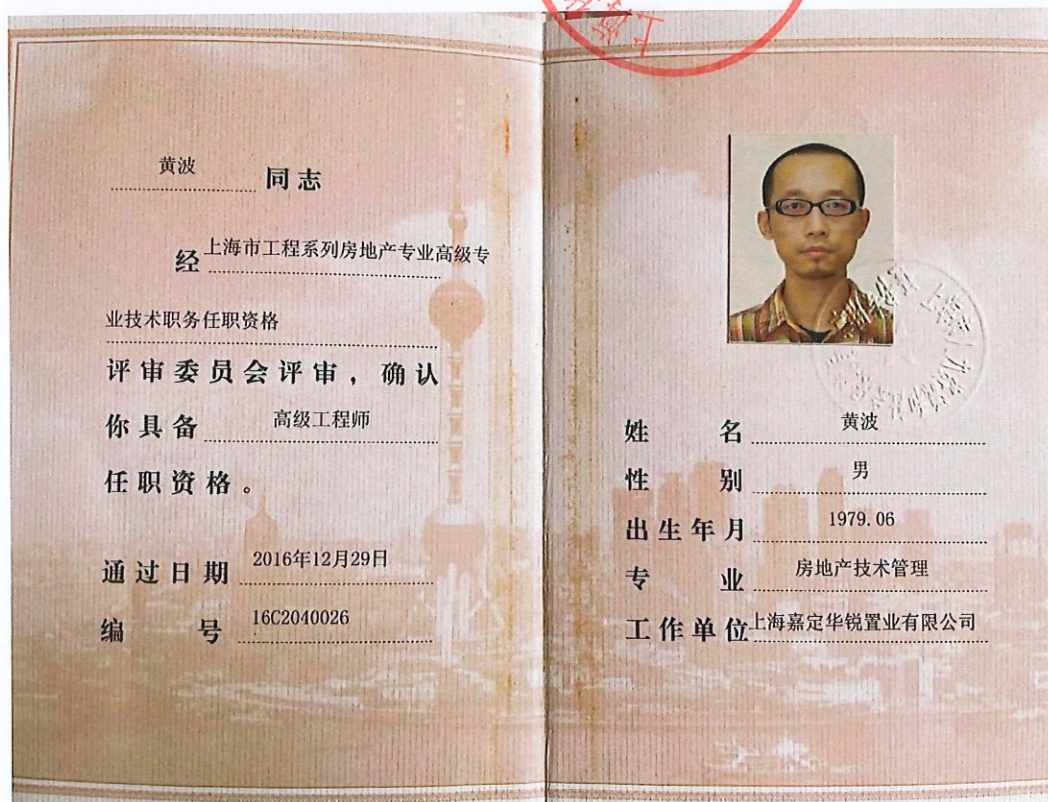 黄波 同志
经 上海市工程系列房地产专业高级专
业技术职务任职资格
评审委员会评审，确认
你具备 高级工程师
任职资格。
通过日期 2016年12月29日
编 号 16C2040026
姓 名 黄波
性 别 男
出生年月 1979.06
专 业 房地产技术管理
工作单位 上海嘉定华锐置业有限公司